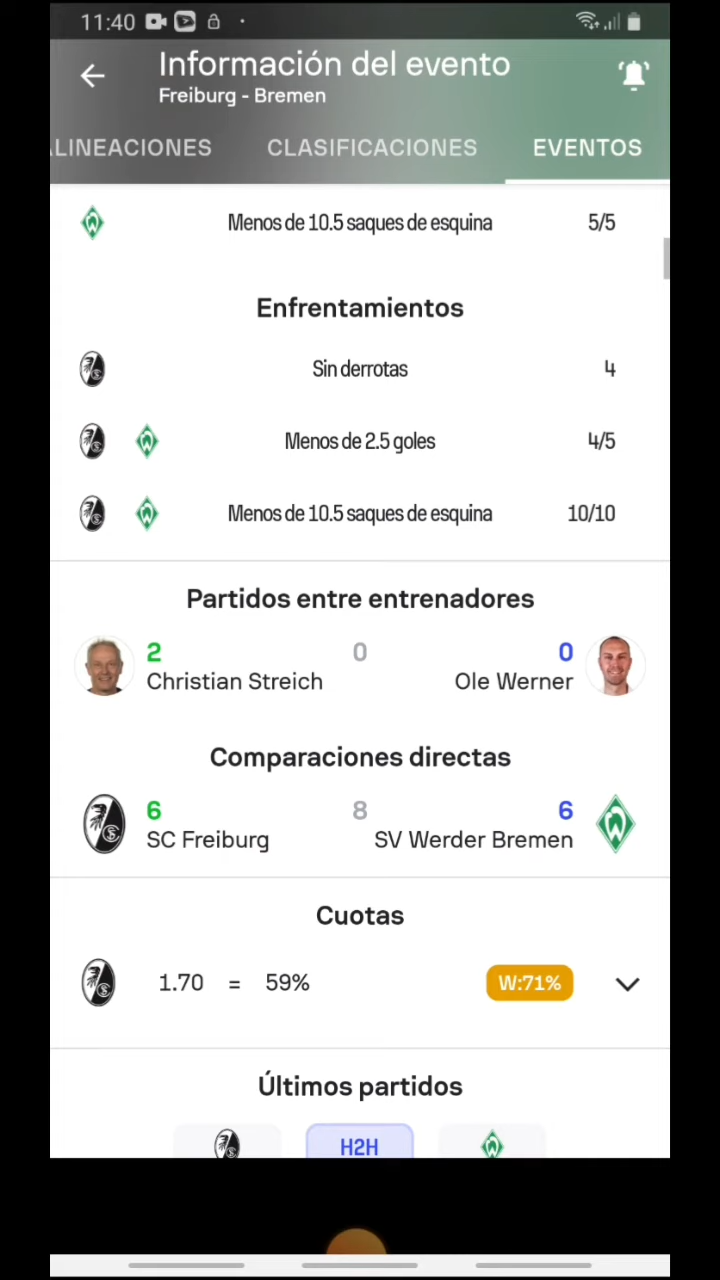 11:40
Información del evento
Freiburg - Bremen
LINEACIONES CLASIFICACIONES EVENTOS
Menos de 10.5 saques de esquina 5/5
Enfrentamientos
Sin derrotas 4
Menos de 2.5 goles 4/5
Menos de 10.5 saques de esquina 10/10
Partidos entre entrenadores
2 0 0
Christian Streich Ole Werner
Comparaciones directas
6 8 6
SC Freiburg SV Werder Bremen
Cuotas
1.70 = 59% W:71%
Últimos partidos
H2H